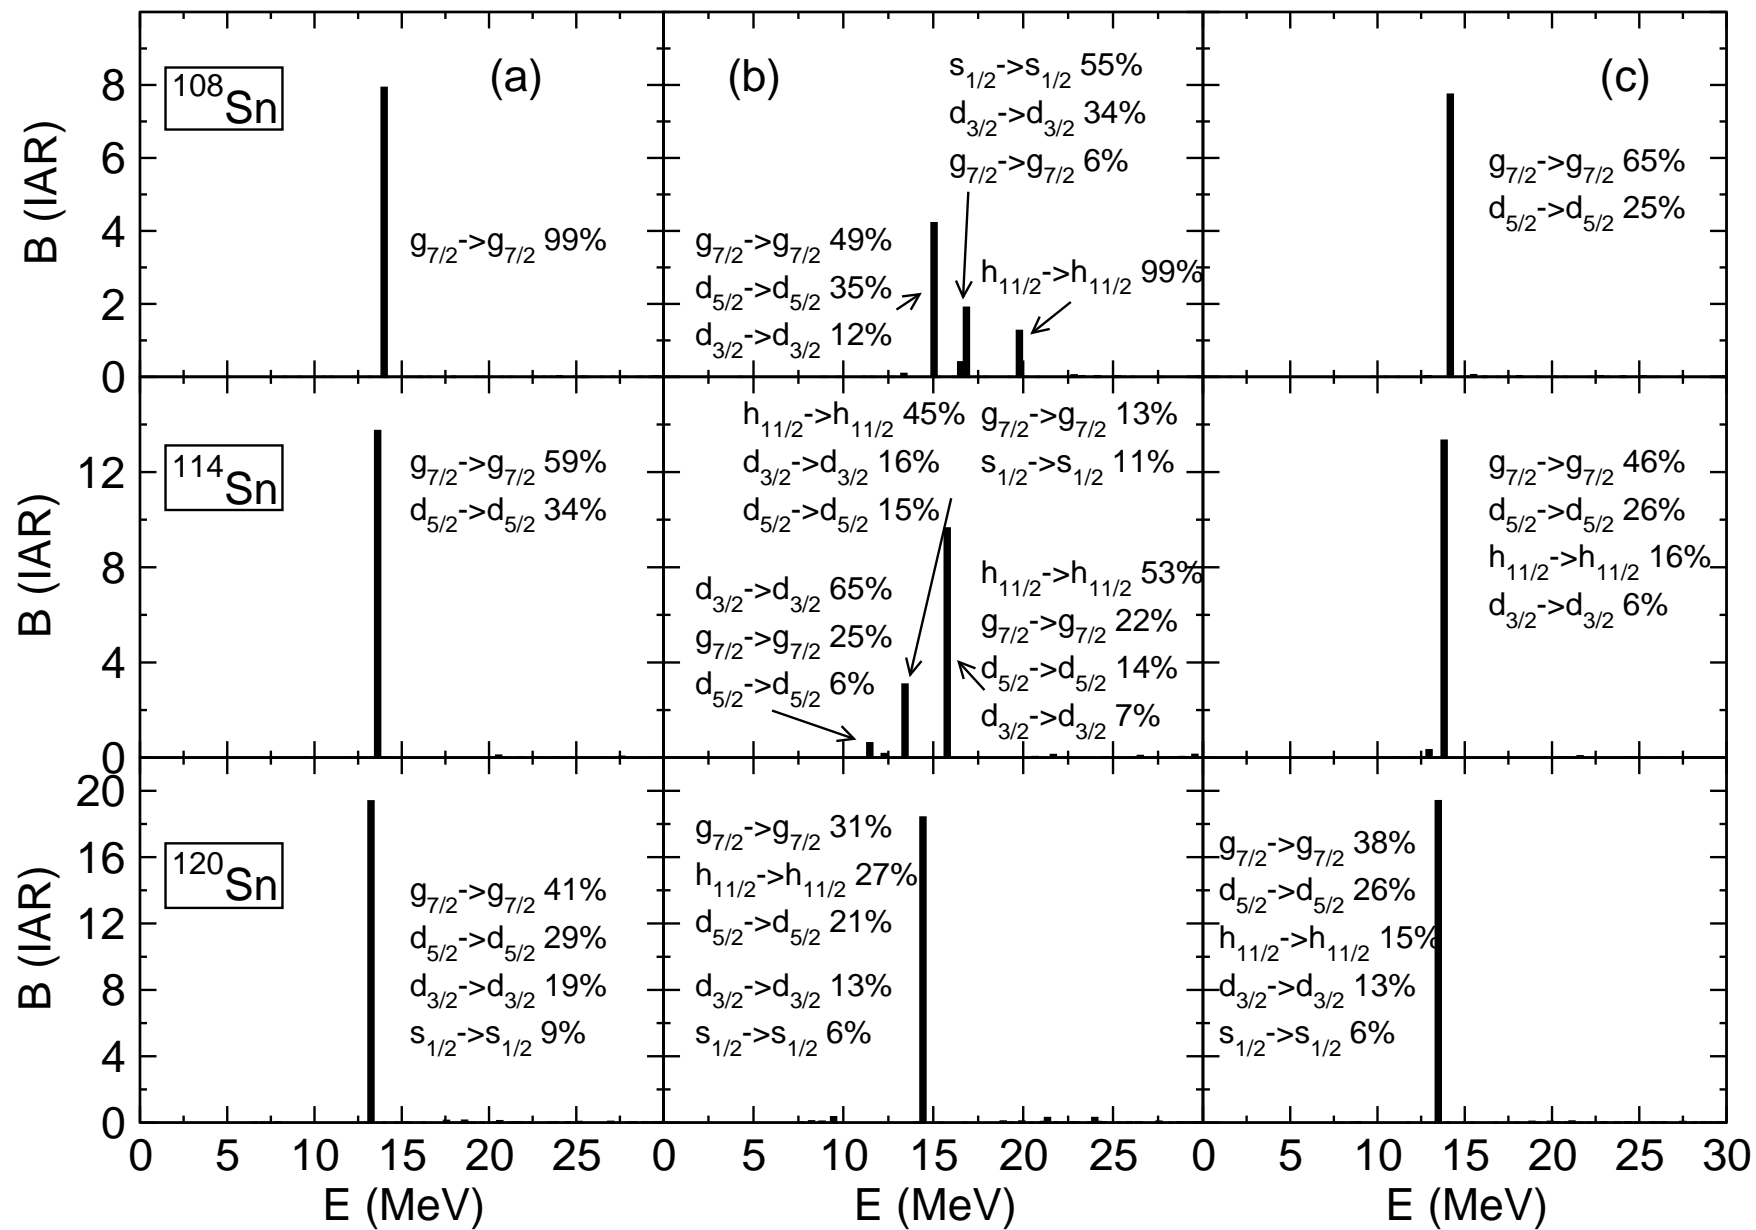 (a)
(b)
(c)
108Sn
B (IAR)
8
6
4
2
0
g7/2->g7/2 99%
s1/2->s1/2 55%
d3/2->d3/2 34%
g7/2->g7/2 6%
g7/2->g7/2 49%
d5/2->d5/2 35%
d3/2->d3/2 12%
h11/2->h11/2 99%
g7/2->g7/2 65%
d5/2->d5/2 25%
114Sn
B (IAR)
12
8
4
0
g7/2->g7/2 59%
d5/2->d5/2 34%
h11/2->h11/2 45%
d3/2->d3/2 16%
d5/2->d5/2 15%
g7/2->g7/2 13%
s1/2->s1/2 11%
d3/2->d3/2 65%
g7/2->g7/2 25%
d5/2->d5/2 6%
h11/2->h11/2 53%
g7/2->g7/2 22%
d5/2->d5/2 14%
d3/2->d3/2 7%
g7/2->g7/2 46%
d5/2->d5/2 26%
h11/2->h11/2 16%
d3/2->d3/2 6%
120Sn
B (IAR)
20
16
12
8
4
0
g7/2->g7/2 41%
d5/2->d5/2 29%
d3/2->d3/2 19%
s1/2->s1/2 9%
g7/2->g7/2 31%
h11/2->h11/2 27%
d5/2->d5/2 21%
d3/2->d3/2 13%
s1/2->s1/2 6%
g7/2->g7/2 38%
d5/2->d5/2 26%
h11/2->h11/2 15%
d3/2->d3/2 13%
s1/2->s1/2 6%
0 5 10 15 20 25 0 5 10 15 20 25 0 5 10 15 20 25 30
E (MeV) E (MeV) E (MeV)